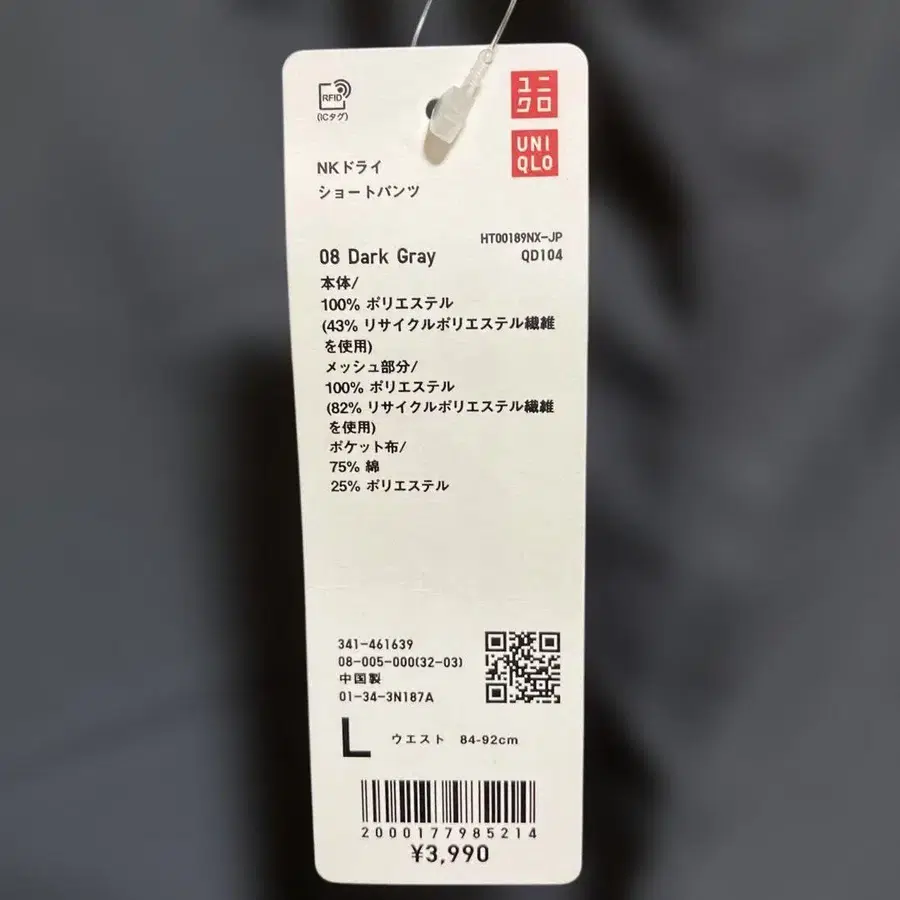 RFID
(ICタグ)
ユニ
クロ
UNI
QLO
NKドライ
ショートパンツ
HT00189NX-JP
08 Dark Gray
QD104
本体/
100% ポリエステル
(43% リサイクルポリエステル繊維
を使用)
メッシュ部分/
100% ポリエステル
(82% リサイクルポリエステル繊維
を使用)
ポケット布/
75% 綿
25% ポリエステル
341-461639
08-005-000(32-03)
中国製
01-34-3N187A
L ウエスト 84-92cm
2000177985214
¥3,990